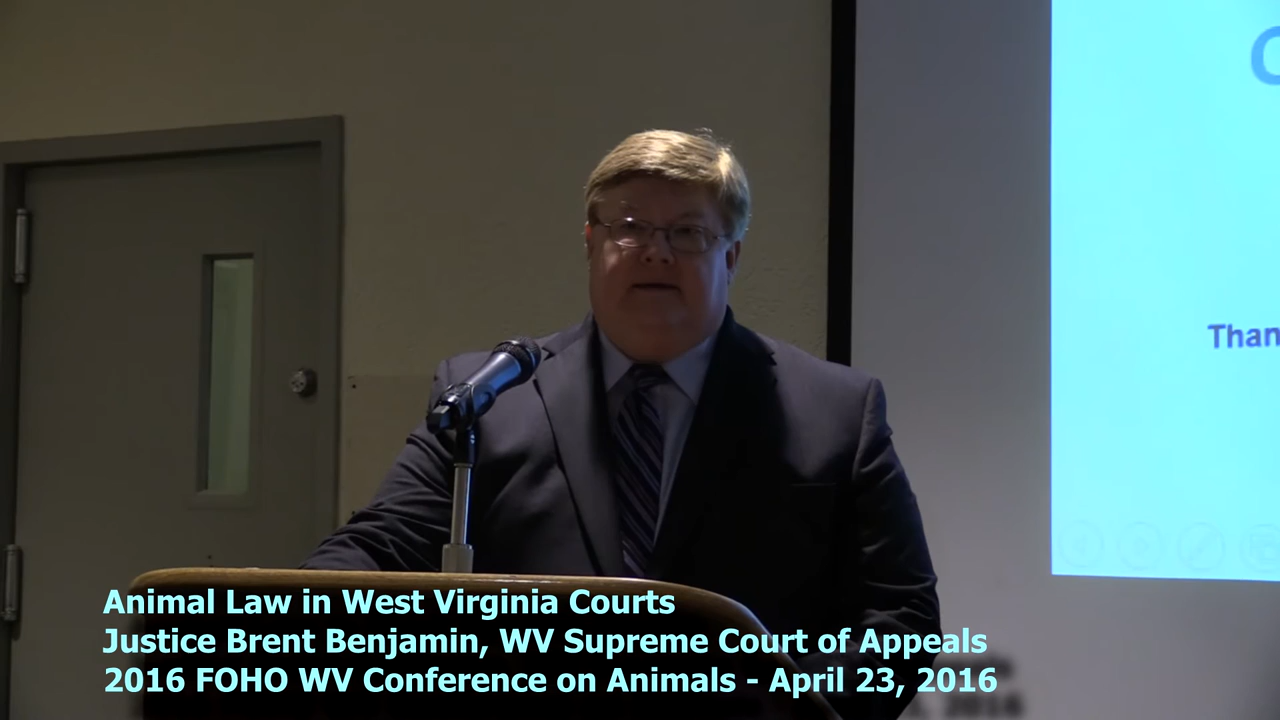 Than
Animal Law in West Virginia Courts
Justice Brent Benjamin, WV Supreme Court of Appeals
2016 FOHO WV Conference on Animals - April 23, 2016